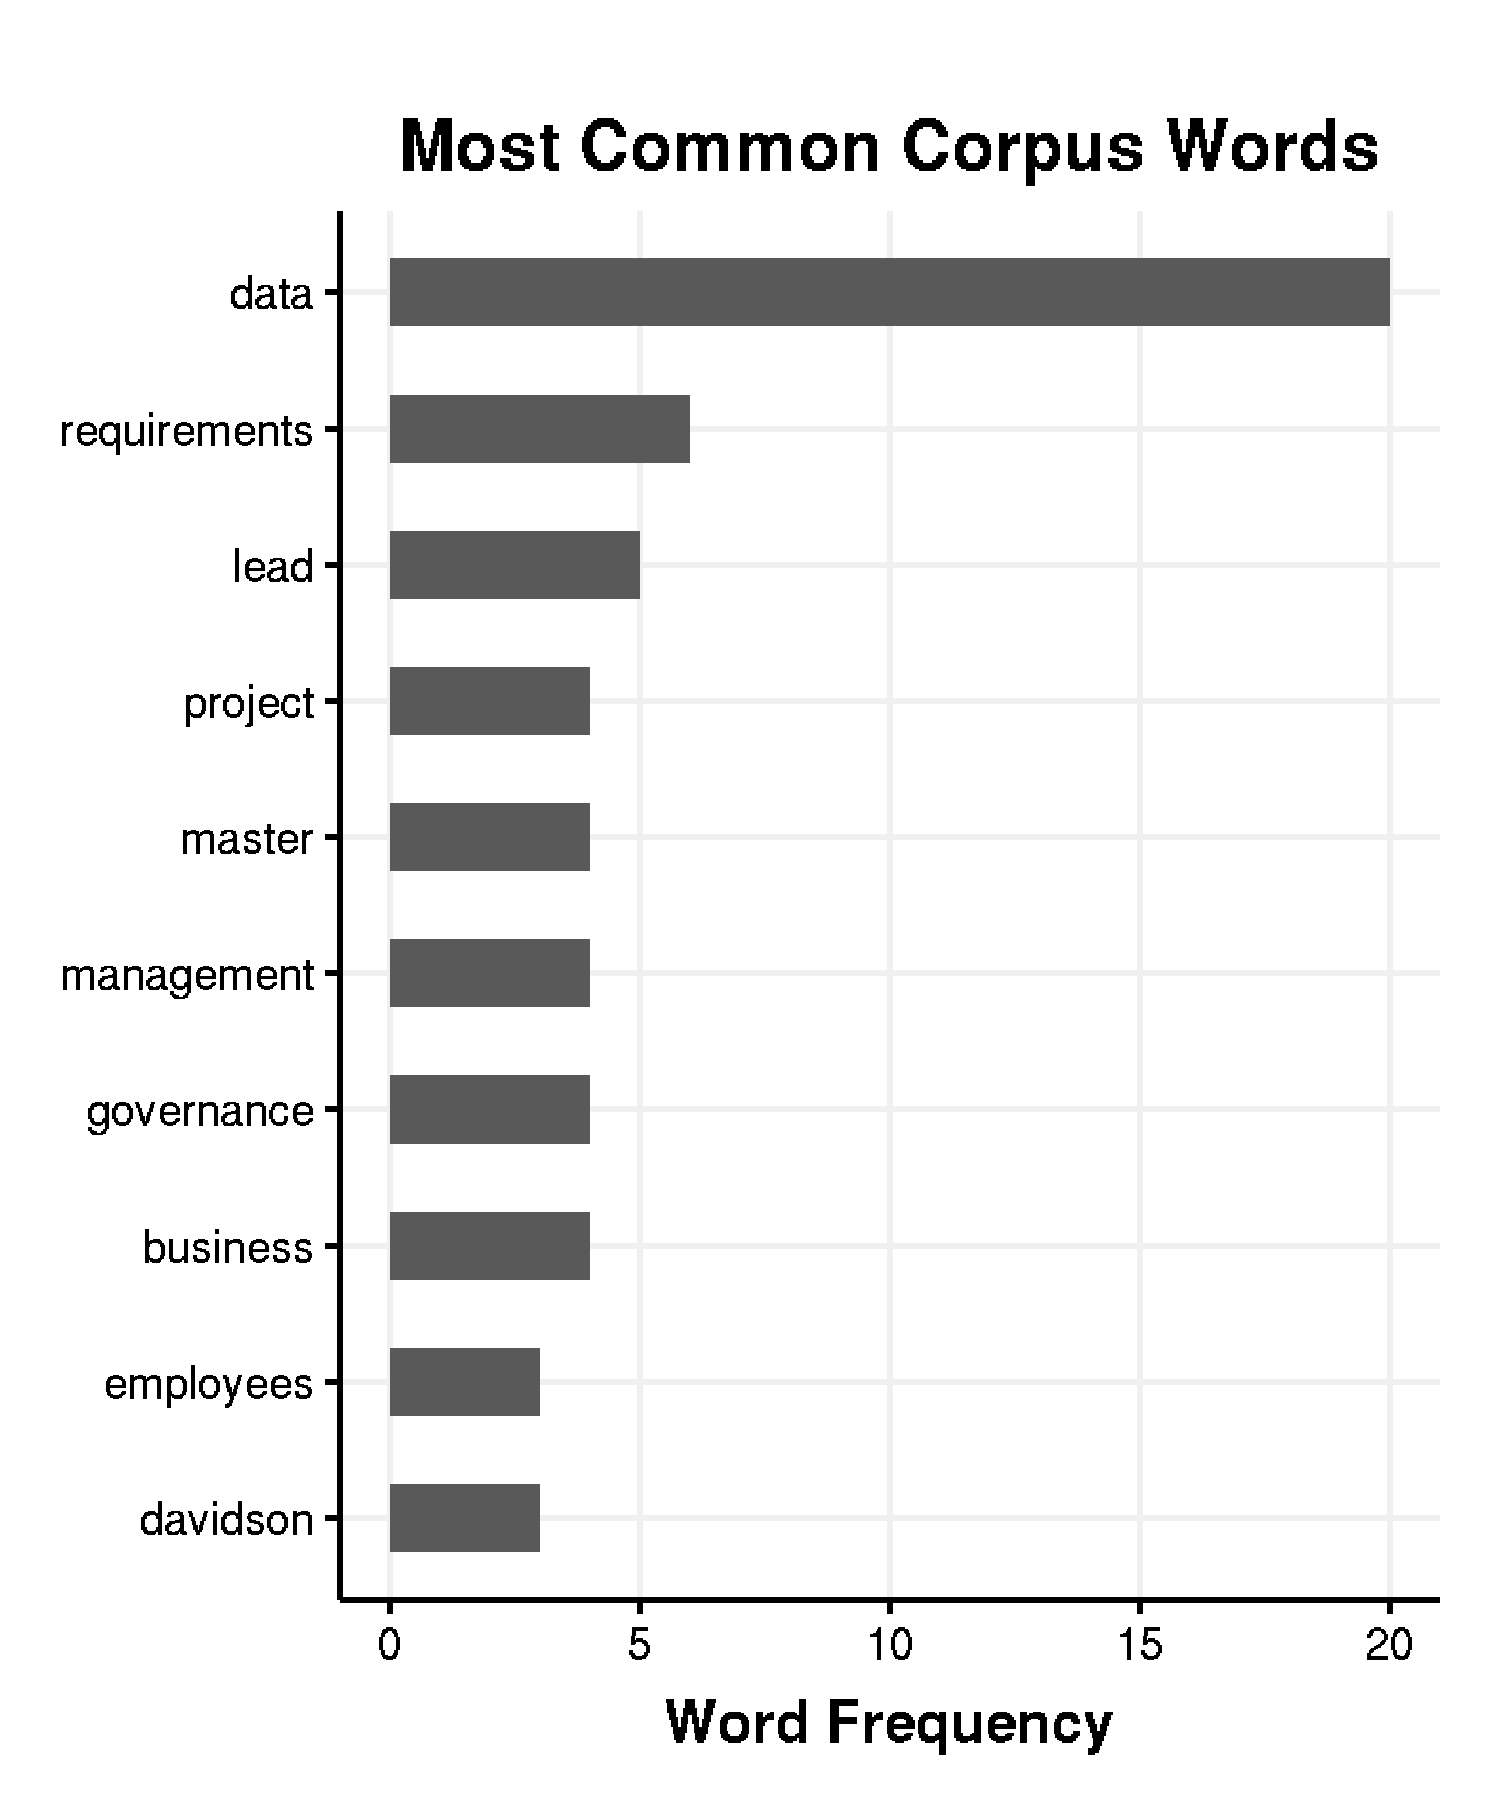 Most Common Corpus Words
data
requirements
lead
project
master
management
governance
business
employees
davidson
0 5 10 15 20
Word Frequency